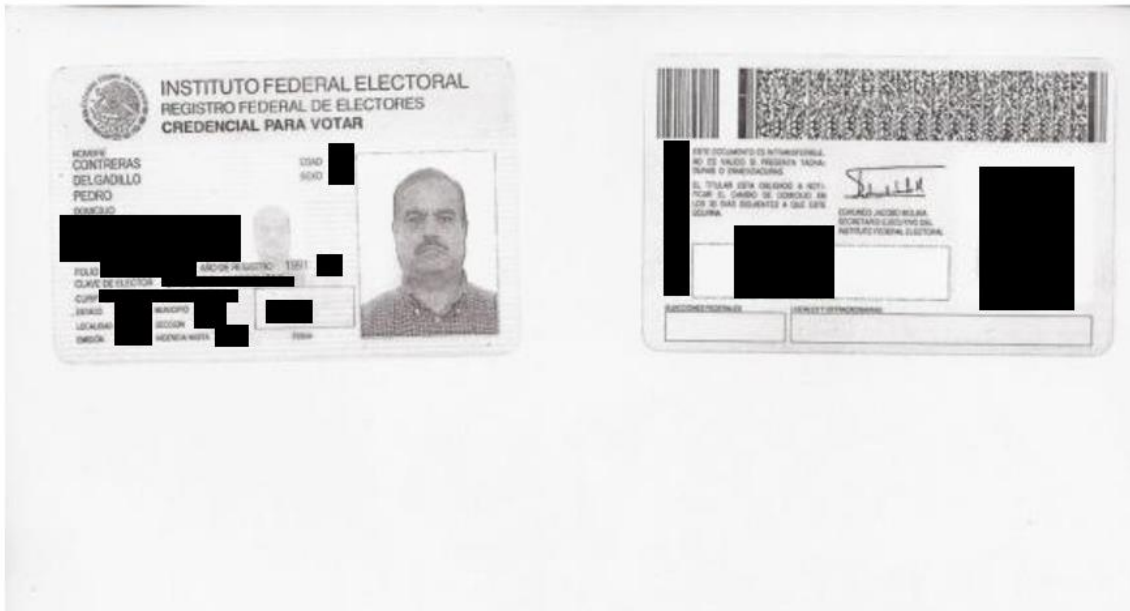 INSTITUTO FEDERAL ELECTORAL
REGISTRO FEDERAL DE ELECTORES
CREDENCIAL PARA VOTAR
NOMBRE
CONTRERAS
DELGADILLO
PEDRO
DOMICILIO
EDAD
SEXO
FOLIO
AÑO DE REGISTRO 1991
CLAVE DE ELECTOR
CURP
ESTADO MUNICIPIO
LOCALIDAD SECCION
EMISIÓN VIGENCIA HASTA
FIRMA
ESTE DOCUMENTO ES INTRANSFERIBLE,
NO ES VALIDO SI PRESENTA TACHA-
DURAS O ENMENDADURAS.
EL TITULAR ESTA OBLIGADO A NOTI-
FICAR EL CAMBIO DE DOMICILIO EN
LOS 30 DIAS SIGUIENTES A QUE ESTE
OCURRA.
EDMUNDO JACOBO MOLINA
SECRETARIO EJECUTIVO DEL
INSTITUTO FEDERAL ELECTORAL
ELECCIONES FEDERALES
LOCALES Y EXTRAORDINARIAS